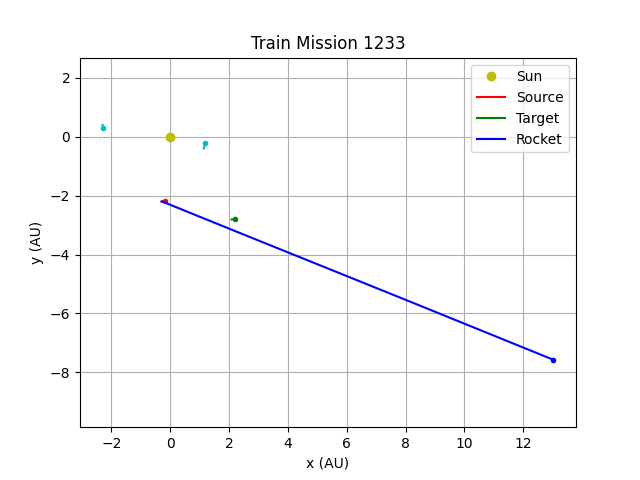 Train Mission 1233
Sun
Source
Target
Rocket
2
0
−2
−4
−6
−8
y (AU)
−2
0
2
4
6
8
10
12
x (AU)